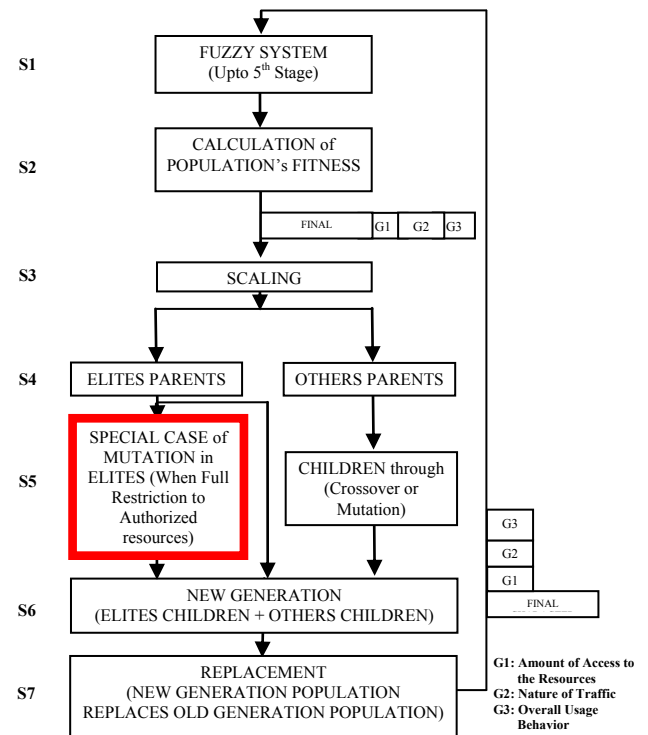 S1
FUZZY SYSTEM
(Upto 5th Stage)
S2
CALCULATION of
POPULATION's FITNESS
FINAL G1 G2 G3
S3
SCALING
S4
ELITES PARENTS
OTHERS PARENTS
S5
SPECIAL CASE of
MUTATION in
ELITES (When Full
Restriction to
Authorized
resources)
CHILDREN through
(Crossover or
Mutation)
G3
G2
G1
FINAL
S6
NEW GENERATION
(ELITES CHILDREN + OTHERS CHILDREN)
S7
REPLACEMENT
(NEW GENERATION POPULATION
REPLACES OLD GENERATION POPULATION)
G1: Amount of Access to
the Resources
G2: Nature of Traffic
G3: Overall Usage
Behavior